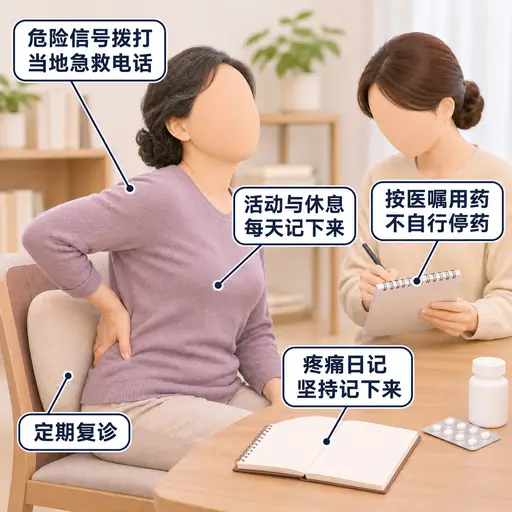 危险信号拨打
当地急救电话
活动与休息
每天记下来
按医嘱用药
不自行停药
疼痛日记
坚持记下来
定期复诊